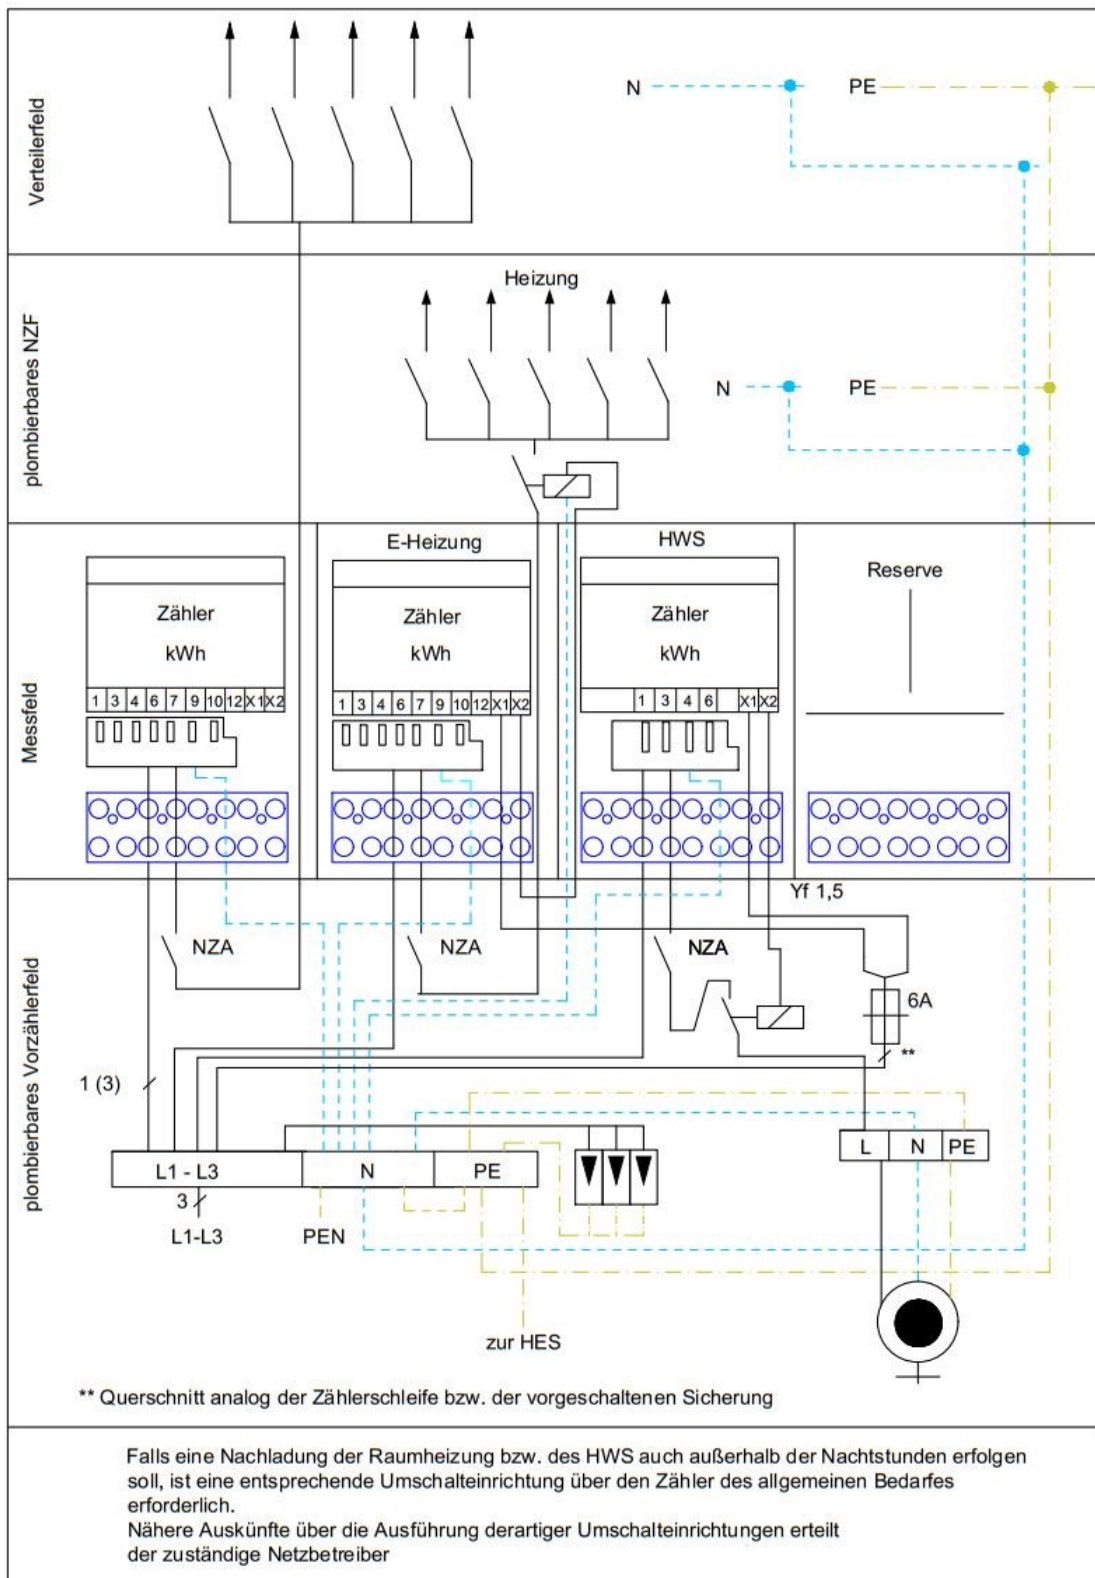 Verteilerfeld
N
PE
plombierbares NZF
Heizung
N
PE
Messfeld
E-Heizung
HWS
Reserve
Zähler
kWh
Zähler
kWh
Zähler
kWh
1 3 4 6 7 9 10 12 X1 X2
1 3 4 6 7 9 10 12 X1 X2
1 3 4 6 X1 X2
plombierbares Vorzählerfeld
Yf 1,5
NZA
NZA
NZA
6A
**
1 (3)
L1 - L3
N
PE
L
N
PE
3
L1-L3
PEN
zur HES
** Querschnitt analog der Zählerschleife bzw. der vorgeschaltenen Sicherung
Falls eine Nachladung der Raumheizung bzw. des HWS auch außerhalb der Nachtstunden erfolgen
soll, ist eine entsprechende Umschalteinrichtung über den Zähler des allgemeinen Bedarfes
erforderlich.
Nähere Auskünfte über die Ausführung derartiger Umschalteinrichtungen erteilt
der zuständige Netzbetreiber